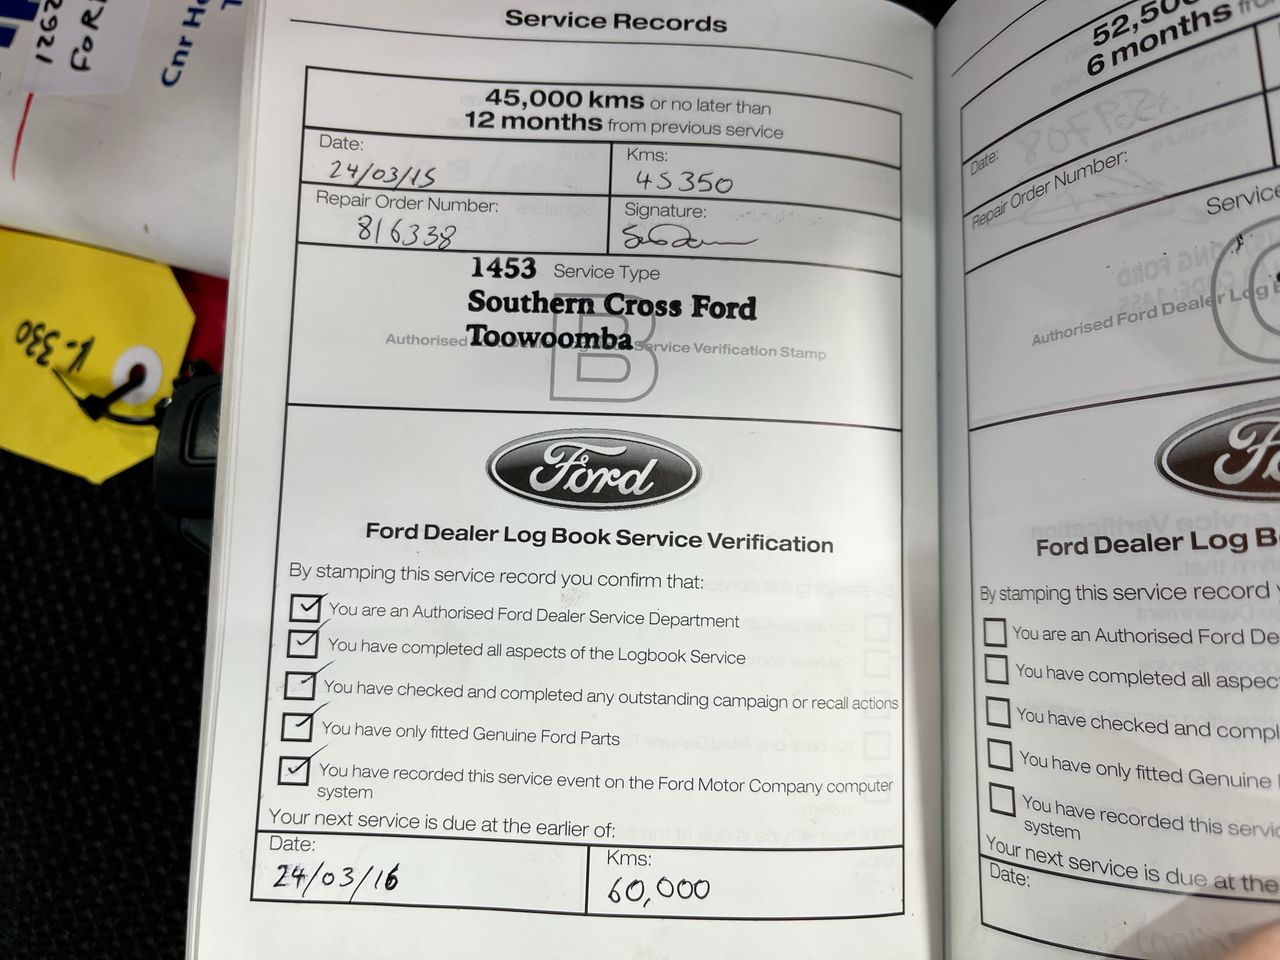 1262
FORD
Cnr He
Service Records
45,000 kms or no later than
12 months from previous service
Date:
24/03/15
Kms:
45350
Repair Order Number:
816338
Signature:
1453 Service Type
Southern Cross Ford
Toowoomba
Authorised
Service Verification Stamp
B
Ford
Ford Dealer Log Book Service Verification
By stamping this service record you confirm that:
You are an Authorised Ford Dealer Service Department
You have completed all aspects of the Logbook Service
You have checked and completed any outstanding campaign or recall actions
You have only fitted Genuine Ford Parts
You have recorded this service event on the Ford Motor Company computer
system
Your next service is due at the earlier of:
Date:
24/03/16
Kms:
60,000
52,50
6 months
Date:
Repair Order Number:
Service
Authorised Ford Dealer Log B
Ford Dealer Log B
By stamping this service record y
You are an Authorised Ford De
You have completed all aspec
You have checked and compl
You have only fitted Genuine
You have recorded this servic
system
Your next service is due at the
Date: